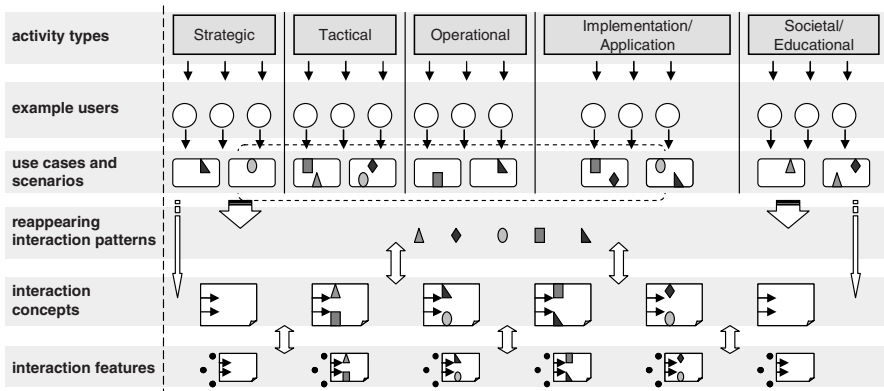 activity types
Strategic
Tactical
Operational
Implementation/
Application
Societal/
Educational
example users
use cases and
scenarios
reappearing
interaction patterns
interaction
concepts
interaction features